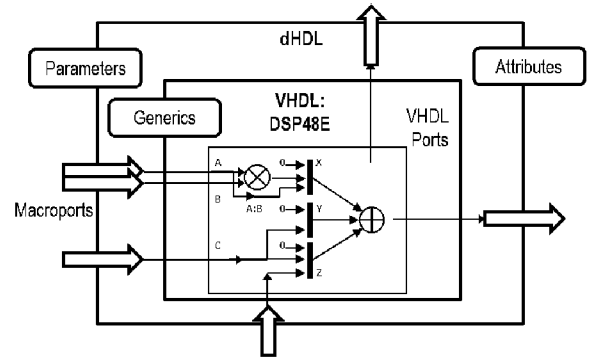 dHDL
Parameters
Attributes
Generics
VHDL:
DSP48E
VHDL
Ports
A
0
X
B
A:B
0
Y
Macroports
C
0
Z